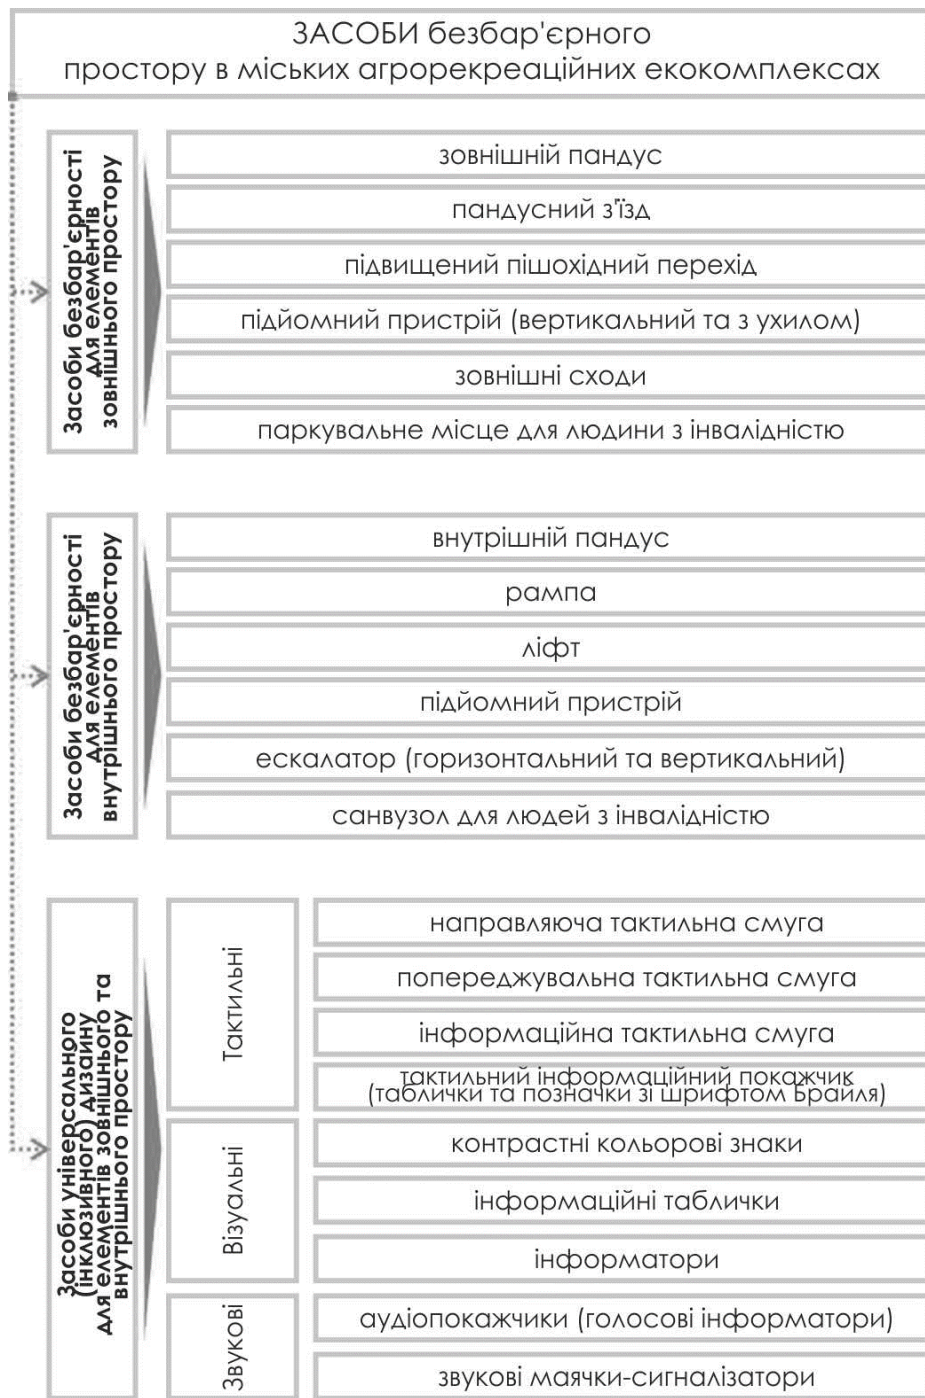 ЗАСОБИ безбар'єрного
простору в міських агрорекреаційних екокомплексах
Засоби безбар'єрності
для елементів
зовнішнього простору
зовнішній пандус
пандусний з'їзд
підвищений пішохідний перехід
підйомний пристрій (вертикальний та з ухилом)
зовнішні сходи
паркувальне місце для людини з інвалідністю
Засоби безбар'єрності
для елементів
внутрішнього простору
внутрішній пандус
рампа
ліфт
підйомний пристрій
ескалатор (горизонтальний та вертикальний)
санвузол для людей з інвалідністю
Засоби універсального
(інклюзивного) дизайну
для елементів зовнішнього та
внутрішнього простору
Тактильні
направляюча тактильна смуга
попереджувальна тактильна смуга
інформаційна тактильна смуга
тактильний інформаційний покажчик
(таблички та позначки зі шрифтом Брайля)
Візуальні
контрастні кольорові знаки
інформаційні таблички
інформатори
Звукові
аудіопокажчики (голосові інформатори)
звукові маячки-сигналізатори